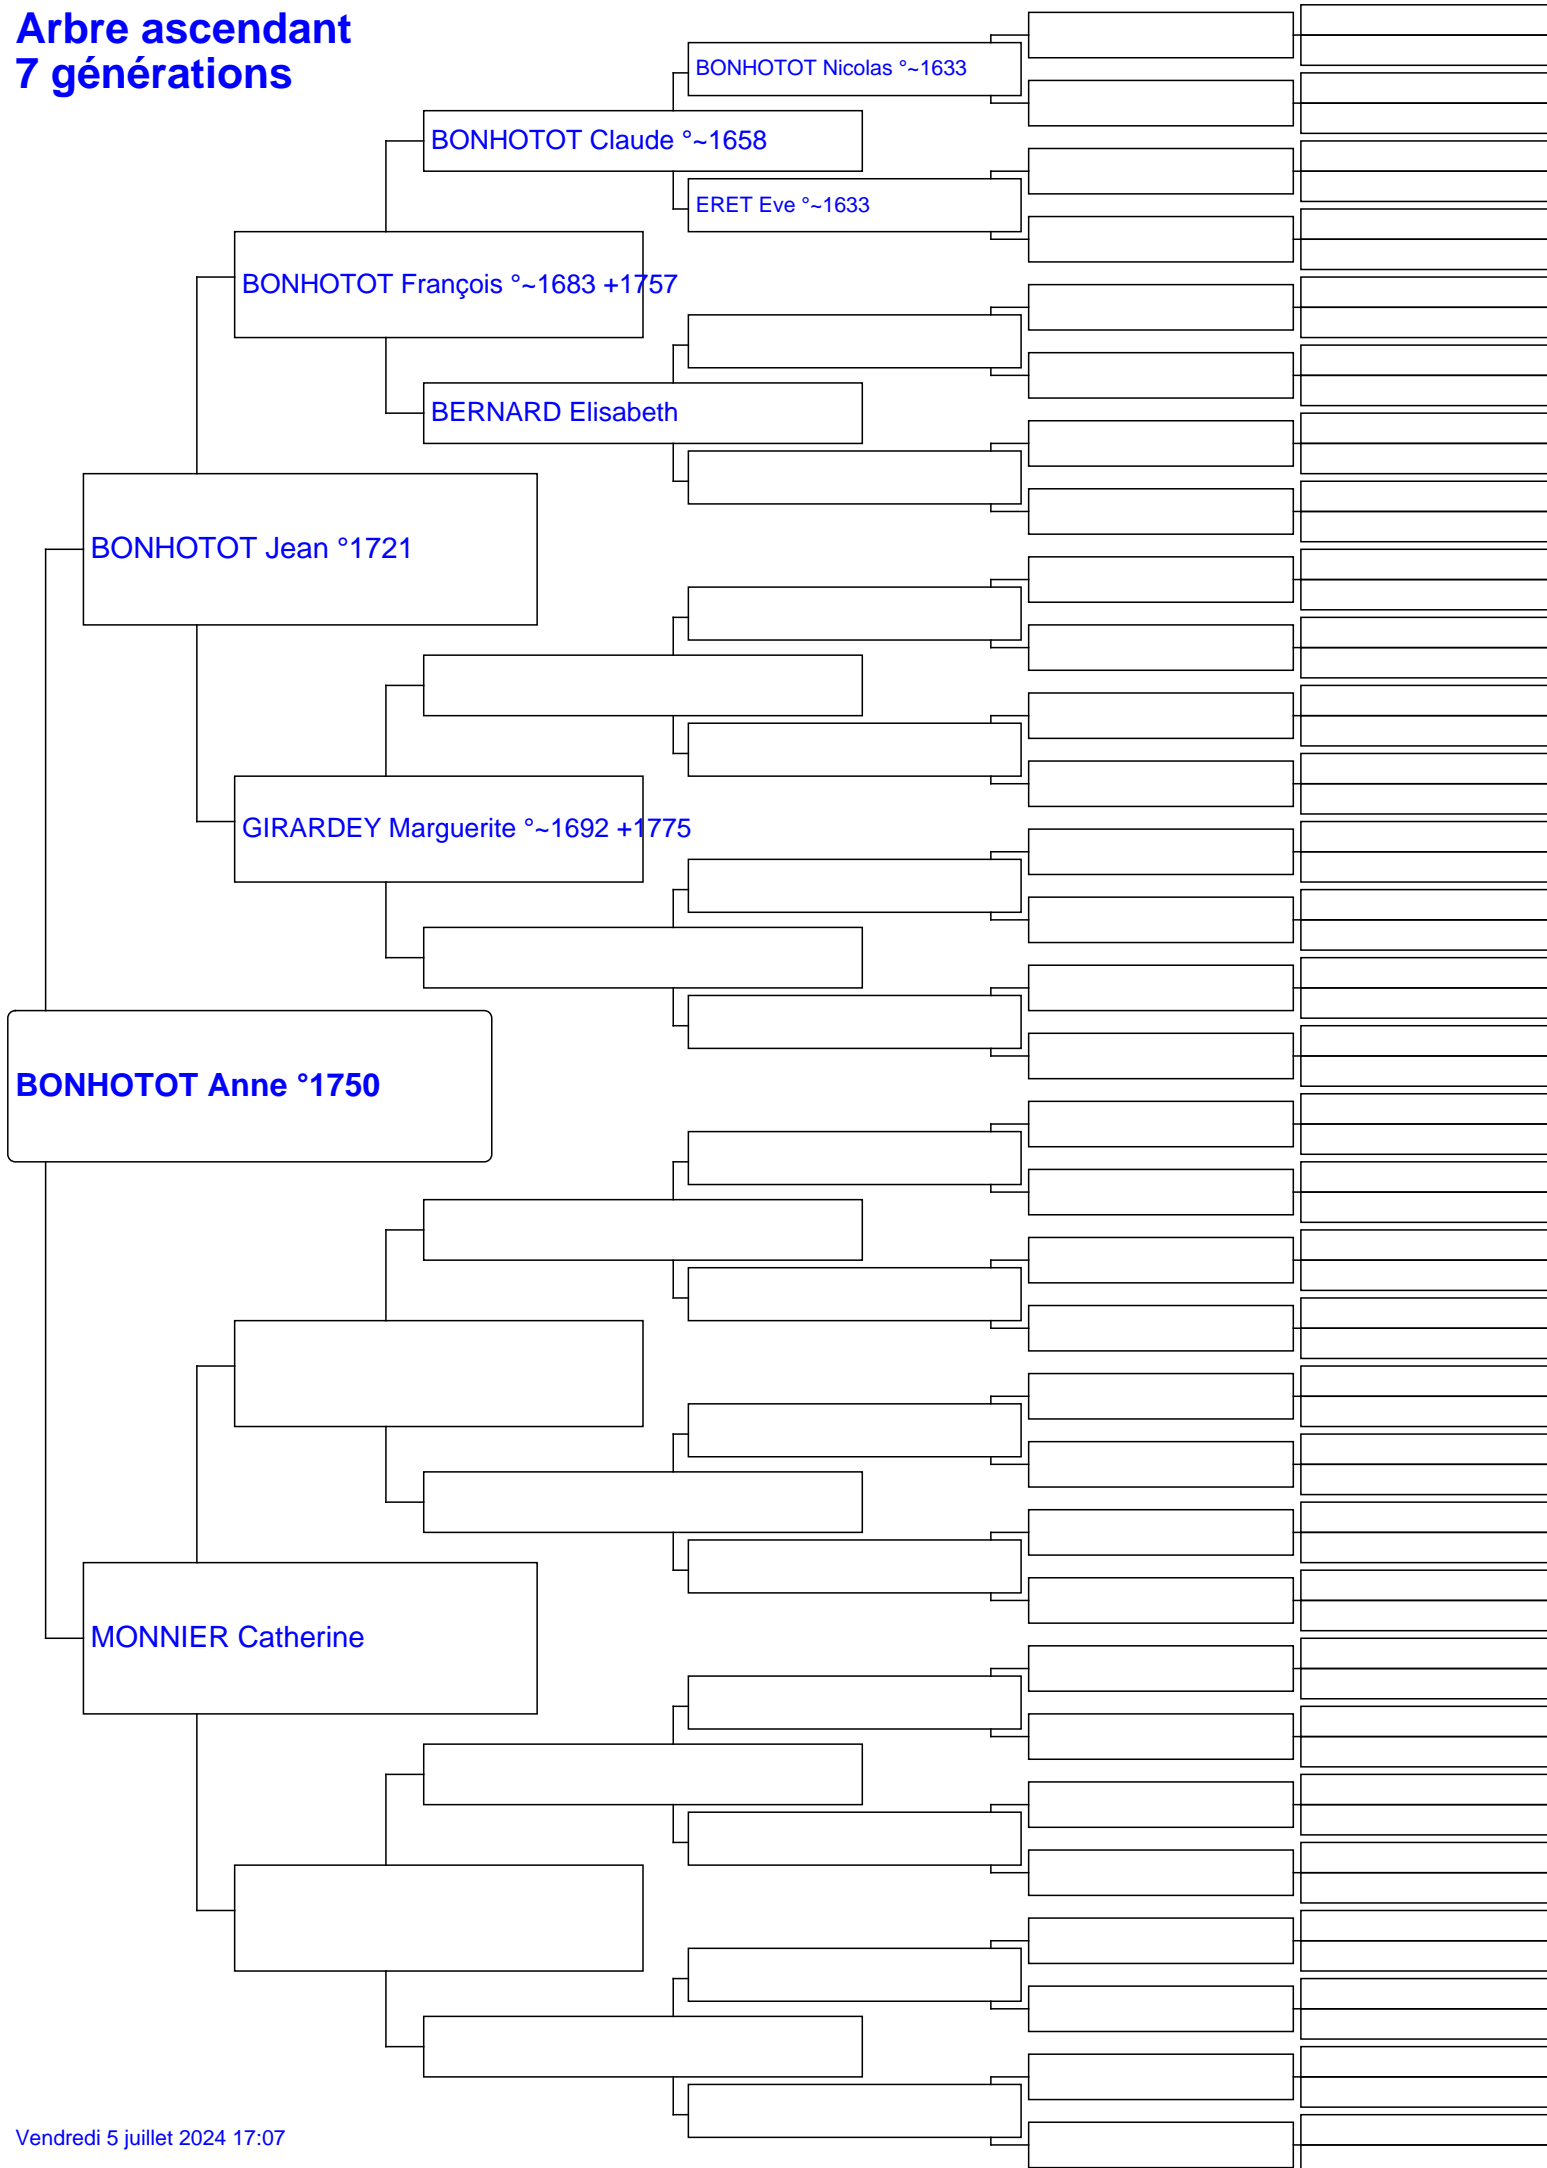 Arbre ascendant
7 générations
BONHOTOT Nicolas °~1633
BONHOTOT Claude °~1658
ERET Eve °~1633
BONHOTOT François °~1683 +1757
BERNARD Elisabeth
BONHOTOT Jean °1721
GIRARDEY Marguerite °~1692 +1775
BONHOTOT Anne °1750
MONNIER Catherine
Vendredi 5 juillet 2024 17:07